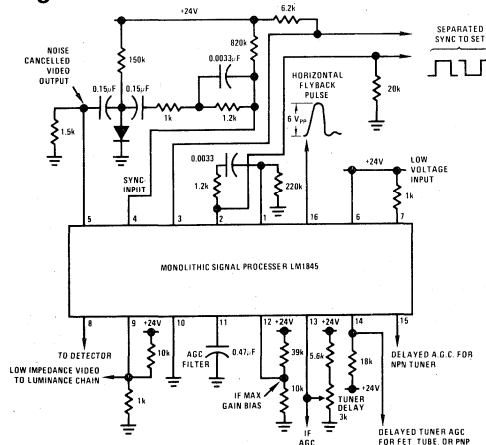 +24V
6.2k
SEPARATED
SYNC TO SET
NOISE
CANCELLED
VIDEO
OUTPUT
150k
820k
0.0033μF
HORIZONTAL
FLYBACK
PULSE
0.15μF
0.15μF
1k
1.2k
6 VPP
20k
1.5k
SYNC
INPUT
0.0033
1.2k
220k
+24V
LOW
VOLTAGE
INPUT
1k
5
4
3
2
1
16
6
7
MONOLITHIC SIGNAL PROCESSER LM1845
8
9
10
11
12
13
14
15
+24V
+24V
+24V
TO DETECTOR
10k
AGC
FILTER
0.47μF
39k
5.6k
18k
DELAYED A.G.C. FOR
NPN TUNER
LOW IMPEDANCE VIDEO
TO LUMINANCE CHAIN
1k
IF MAX
GAIN BIAS
10k
TUNER
DELAY
3k
+24V
IF
AGC
DELAYED TUNER AGC
FOR FET, TUBE, OR PNP